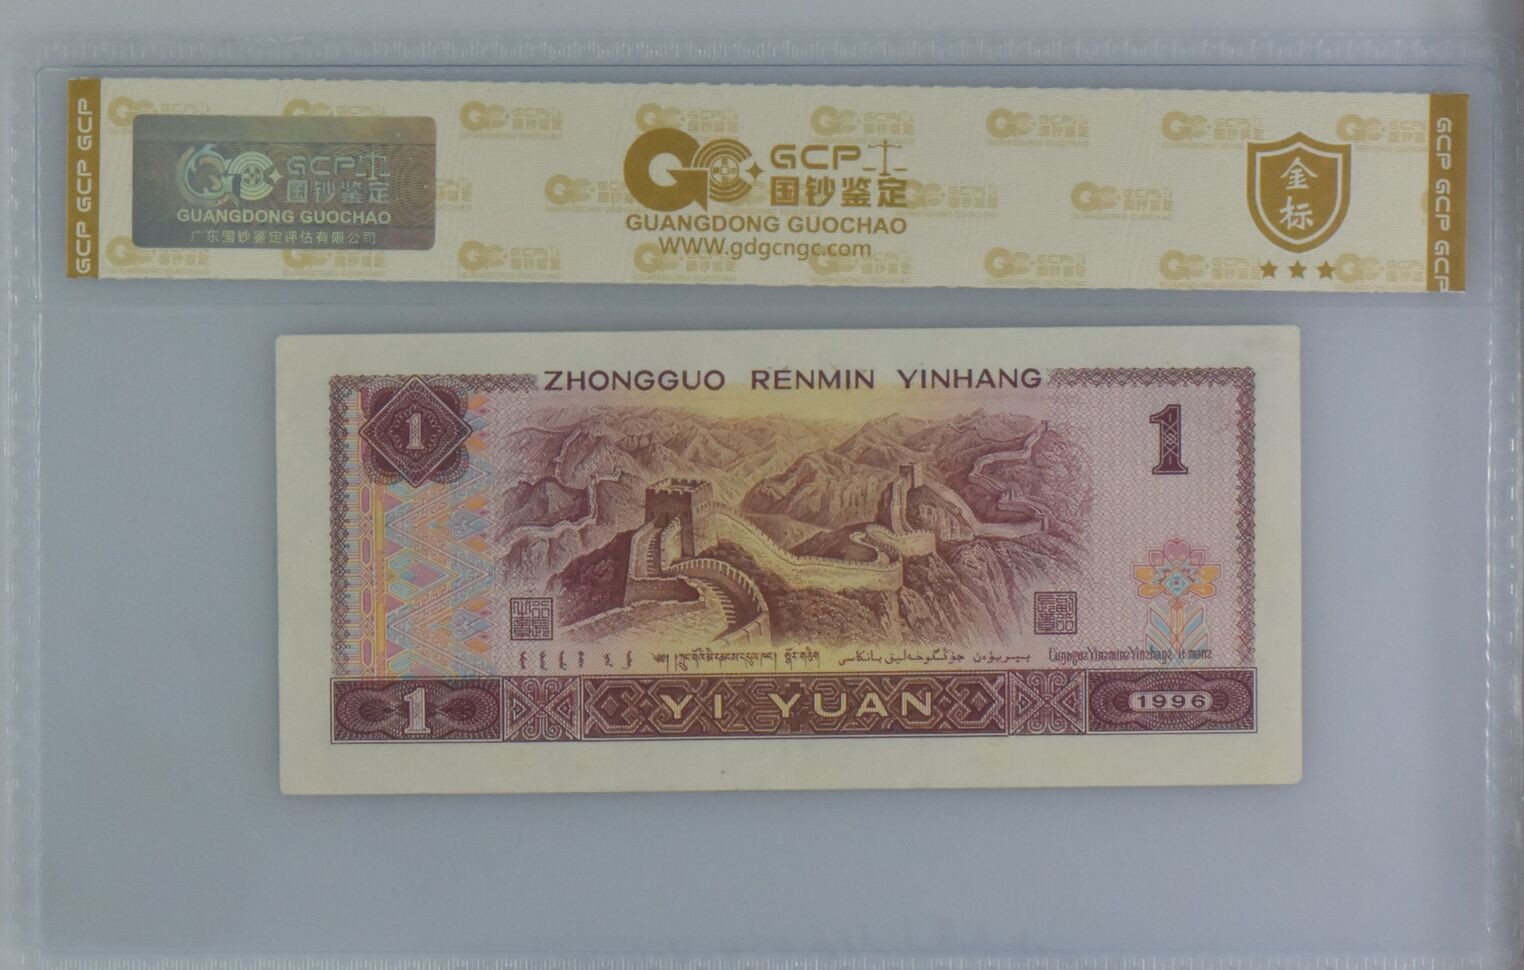 GCP GCP GCP
GCP 国钞鉴定
GUANGDONG GUOCHAO
广东国钞鉴定评估有限公司
GCP
国钞鉴定
GUANGDONG GUOCHAO
WWW.gdgcngc.com
金标
GCP GCP GCP
ZHONGGUO RENMIN YINHANG
1
1
1
YI YUAN
1996